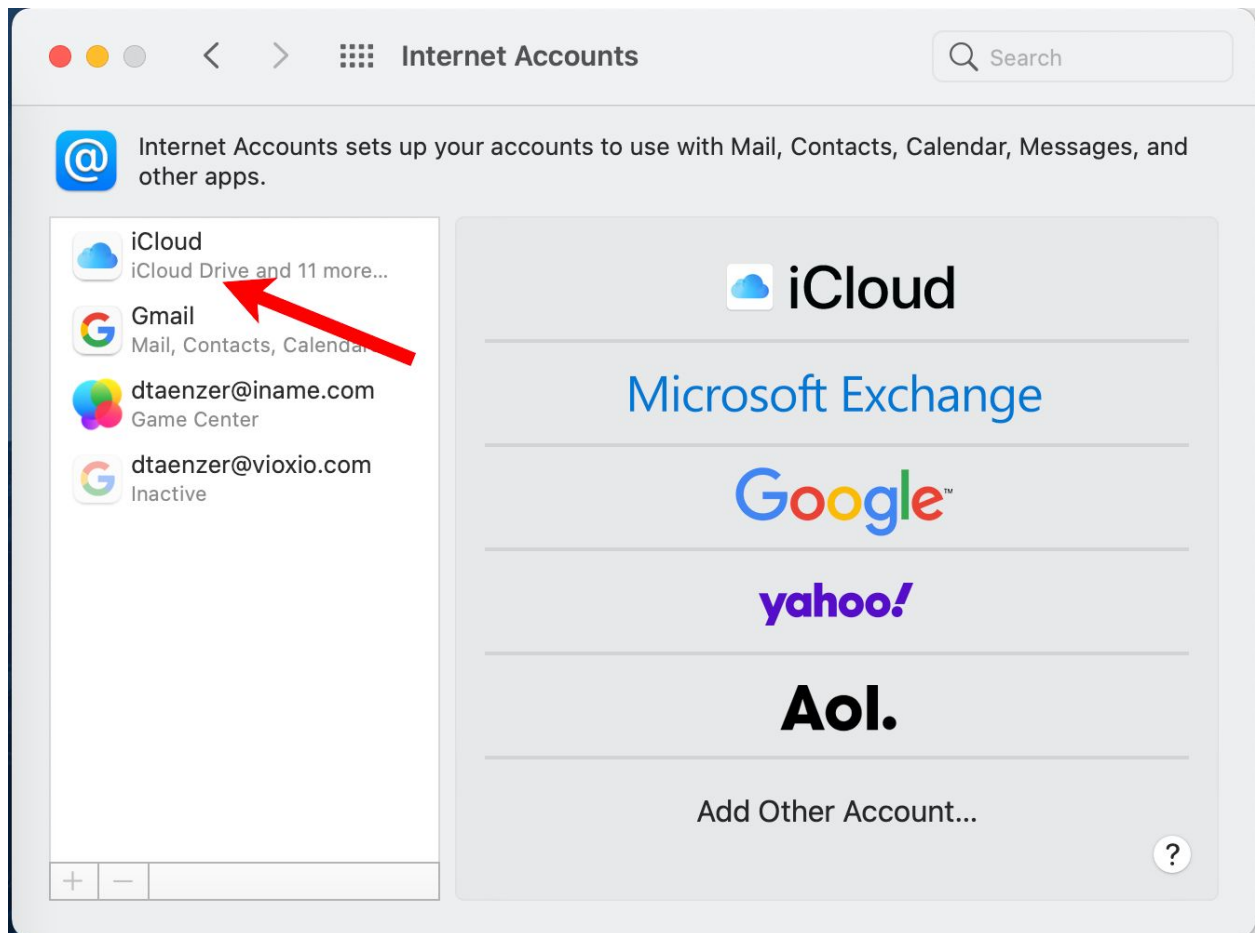 Internet Accounts
Search
Internet Accounts sets up your accounts to use with Mail, Contacts, Calendar, Messages, and
other apps.
iCloud
iCloud Drive and 11 more...
Gmail
Mail, Contacts, Calendar
dtaenzer@iname.com
Game Center
dtaenzer@vioxio.com
Inactive
iCloud
Microsoft Exchange
Google™
yahoo!
Aol.
Add Other Account...
?